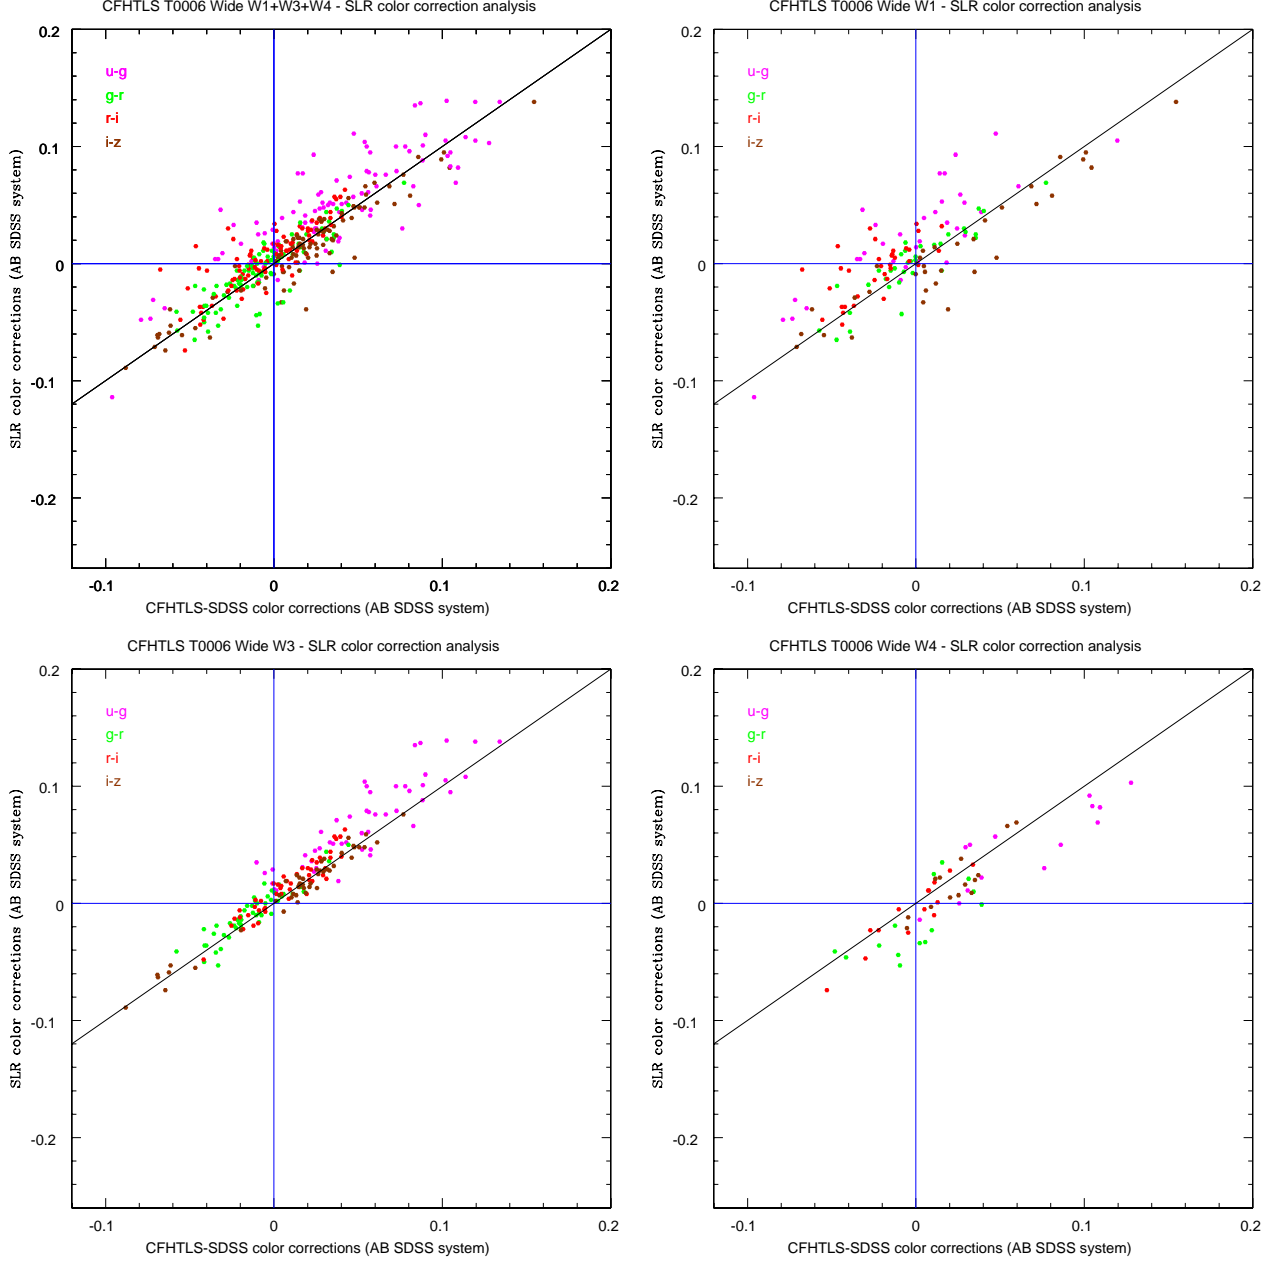 CFHTLS T0006 Wide W1+W3+W4 - SLR color correction analysis
0.2
u-g
g-r
r-i
i-z
0.1
0
-0.1
-0.2
SLR color corrections (AB SDSS system)
-0.1 0 0.1 0.2
CFHTLS-SDSS color corrections (AB SDSS system)
CFHTLS T0006 Wide W1 - SLR color correction analysis
0.2
u-g
g-r
r-i
i-z
0.1
0
-0.1
-0.2
SLR color corrections (AB SDSS system)
-0.1 0 0.1 0.2
CFHTLS-SDSS color corrections (AB SDSS system)
CFHTLS T0006 Wide W3 - SLR color correction analysis
0.2
u-g
g-r
r-i
i-z
0.1
0
-0.1
-0.2
SLR color corrections (AB SDSS system)
-0.1 0 0.1 0.2
CFHTLS-SDSS color corrections (AB SDSS system)
CFHTLS T0006 Wide W4 - SLR color correction analysis
0.2
u-g
g-r
r-i
i-z
0.1
0
-0.1
-0.2
SLR color corrections (AB SDSS system)
-0.1 0 0.1 0.2
CFHTLS-SDSS color corrections (AB SDSS system)